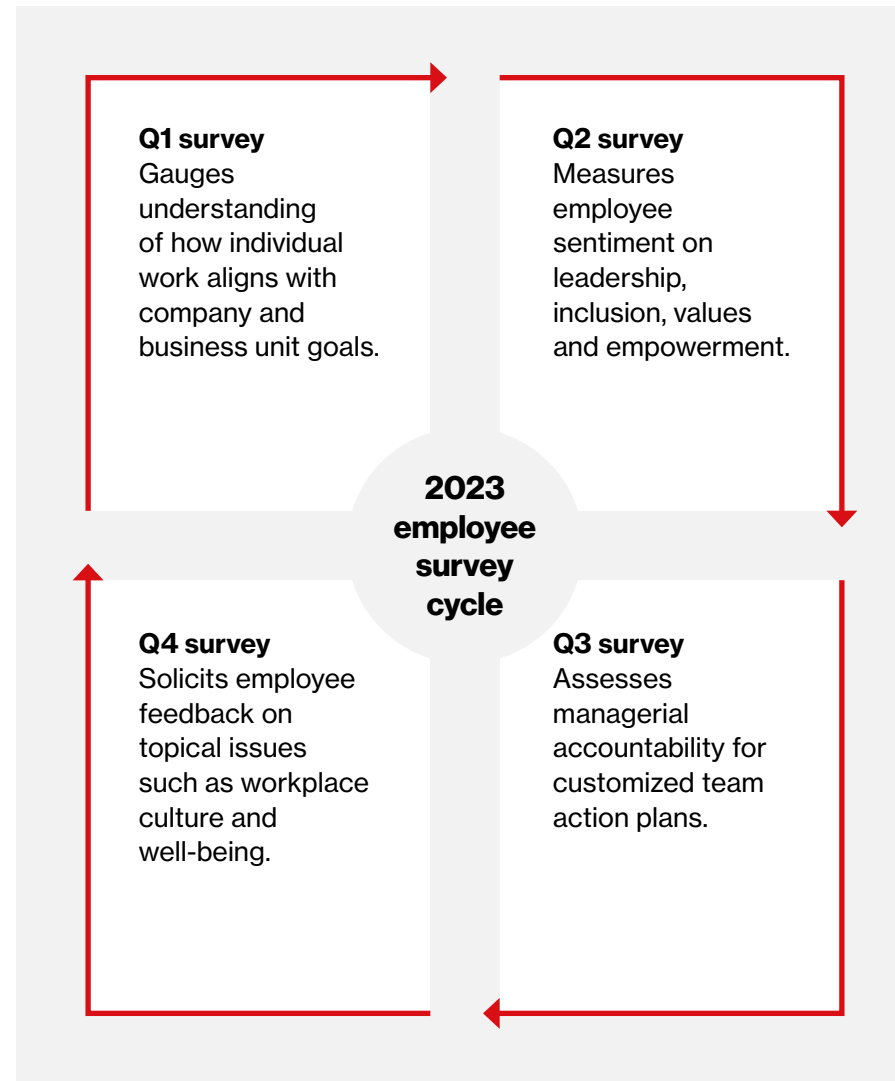 Q1 survey
Gauges
understanding
of how individual
work aligns with
company and
business unit goals.
Q2 survey
Measures
employee
sentiment on
leadership,
inclusion, values
and empowerment.
2023
employee
survey
cycle
Q4 survey
Solicits employee
feedback on
topical issues
such as workplace
culture and
well-being.
Q3 survey
Assesses
managerial
accountability for
customized team
action plans.